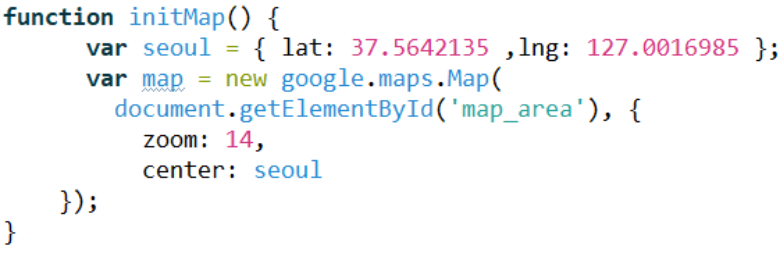 function initMap() {
      var seoul = { lat: 37.5642135 ,lng: 127.0016985 };
      var map = new google.maps.Map(
        document.getElementById('map_area'), {
          zoom: 14,
          center: seoul
    });
}